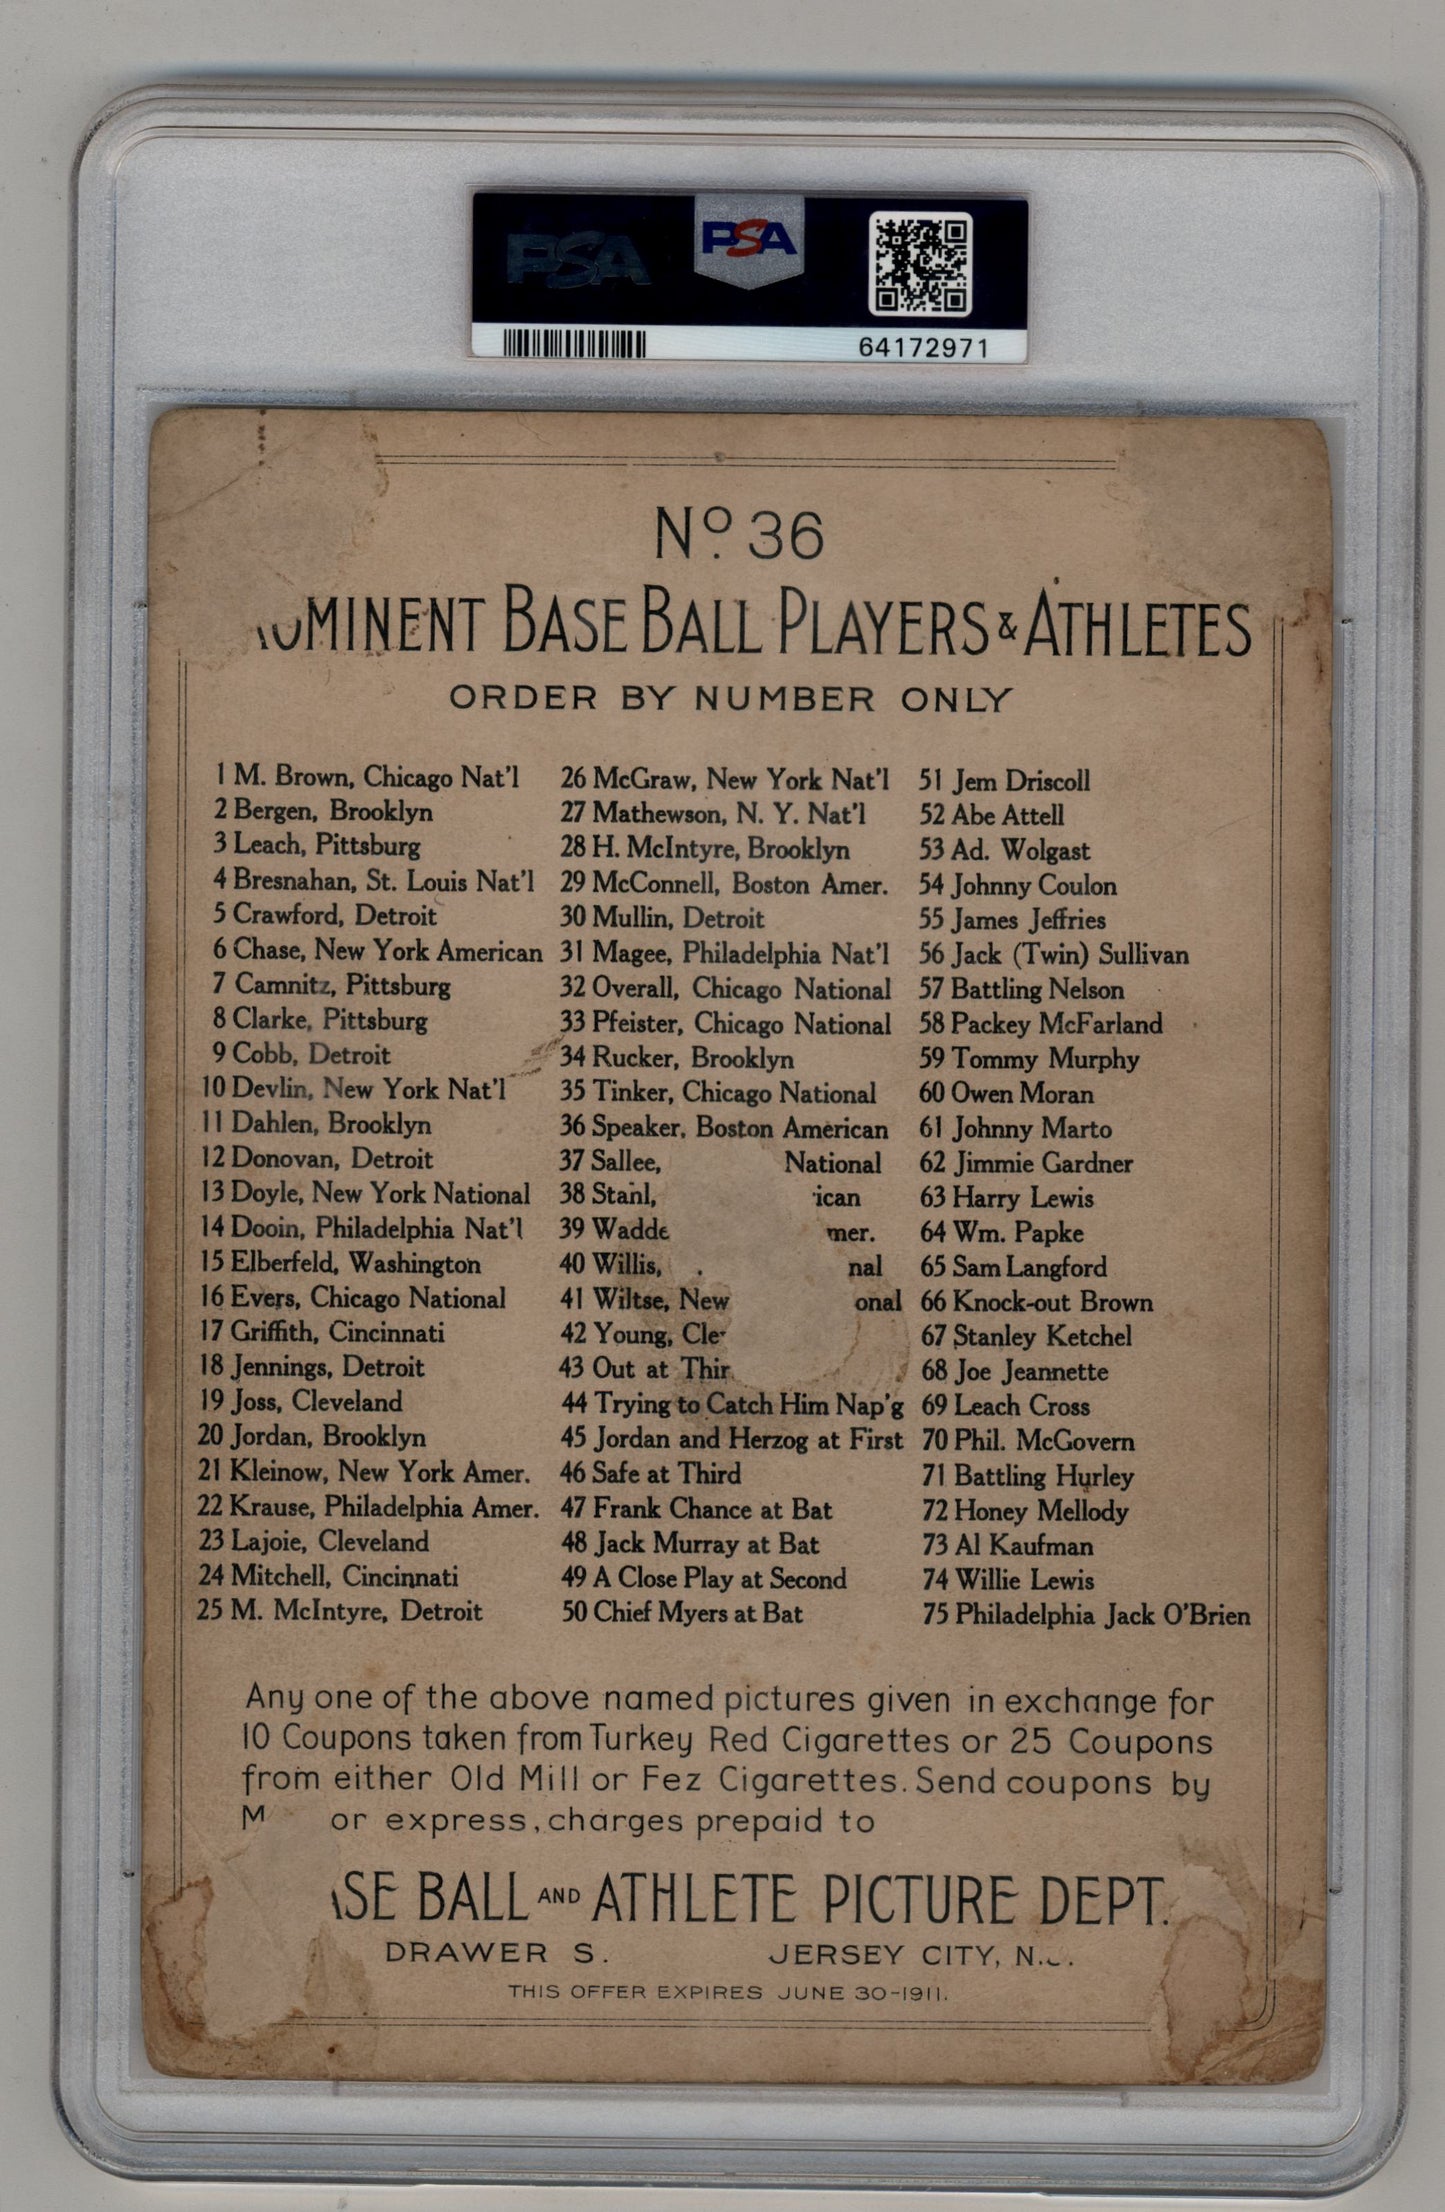 PSA
PSA
64172971
Nº 36
OMINENT BASE BALL PLAYERS & ATHLETES
ORDER BY NUMBER ONLY
1 M. Brown, Chicago Nat'l
2 Bergen, Brooklyn
3 Leach, Pittsburg
4 Bresnahan, St. Louis Nat'l
5 Crawford, Detroit
6 Chase, New York American
7 Camnitz, Pittsburg
8 Clarke, Pittsburg
9 Cobb, Detroit
10 Devlin, New York Nat'l
11 Dahlen, Brooklyn
12 Donovan, Detroit
13 Doyle, New York National
14 Dooin, Philadelphia Nat'l
15 Elberfeld, Washington
16 Evers, Chicago National
17 Griffith, Cincinnati
18 Jennings, Detroit
19 Joss, Cleveland
20 Jordan, Brooklyn
21 Kleinow, New York Amer.
22 Krause, Philadelphia Amer.
23 Lajoie, Cleveland
24 Mitchell, Cincinnati
25 M. McIntyre, Detroit
26 McGraw, New York Nat'l
27 Mathewson, N. Y. Nat'l
28 H. McIntyre, Brooklyn
29 McConnell, Boston Amer.
30 Mullin, Detroit
31 Magee, Philadelphia Nat'l
32 Overall, Chicago National
33 Pfeister, Chicago National
34 Rucker, Brooklyn
35 Tinker, Chicago National
36 Speaker, Boston American
37 Sallee, National
38 Stahl, ican
39 Wadde mer.
40 Willis, nal
41 Wiltse, New onal
42 Young, Cle
43 Out at Thir
44 Trying to Catch Him Nap'g
45 Jordan and Herzog at First
46 Safe at Third
47 Frank Chance at Bat
48 Jack Murray at Bat
49 A Close Play at Second
50 Chief Myers at Bat
51 Jem Driscoll
52 Abe Attell
53 Ad. Wolgast
54 Johnny Coulon
55 James Jeffries
56 Jack (Twin) Sullivan
57 Battling Nelson
58 Packey McFarland
59 Tommy Murphy
60 Owen Moran
61 Johnny Marto
62 Jimmie Gardner
63 Harry Lewis
64 Wm. Papke
65 Sam Langford
66 Knock-out Brown
67 Stanley Ketchel
68 Joe Jeannette
69 Leach Cross
70 Phil. McGovern
71 Battling Hurley
72 Honey Mellody
73 Al Kaufman
74 Willie Lewis
75 Philadelphia Jack O'Brien
Any one of the above named pictures given in exchange for
10 Coupons taken from Turkey Red Cigarettes or 25 Coupons
from either Old Mill or Fez Cigarettes. Send coupons by
M or express, charges prepaid to
SE BALL AND ATHLETE PICTURE DEPT.
DRAWER S. JERSEY CITY, N.J.
THIS OFFER EXPIRES JUNE 30-1911.